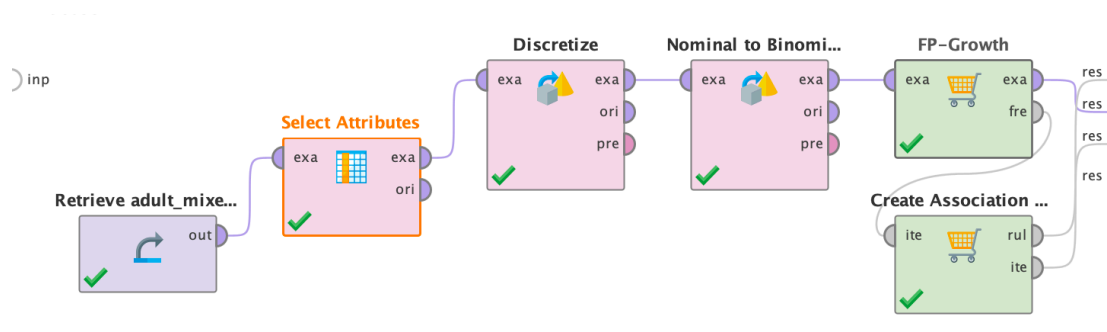 Discretize
Nominal to Binomi...
FP-Growth
inp
exa
exa
exa
exa
exa
exa
res
ori
ori
fre
res
Select Attributes
pre
pre
res
exa
exa
ori
res
Retrieve adult_mixe...
Create Association ...
out
ite
rul
ite